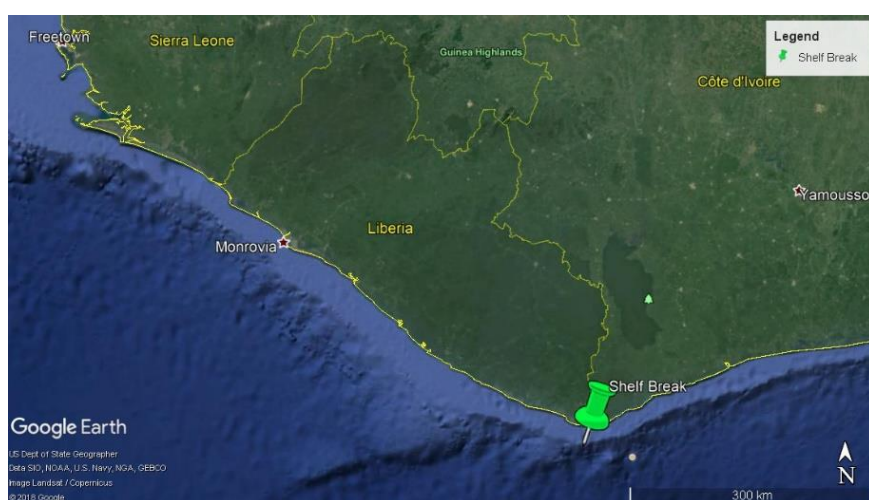 Freetown
Sierra Leone
Guinea Highlands
Legend
Shelf Break
Côte d'Ivoire
Yamousso
Liberia
Monrovia
Shelf Break
Google Earth
US Dept of State Geographer
Data SIO, NOAA, U.S. Navy, NGA, GEBCO
Image Landsat / Copernicus
© 2018 Google
N
300 km